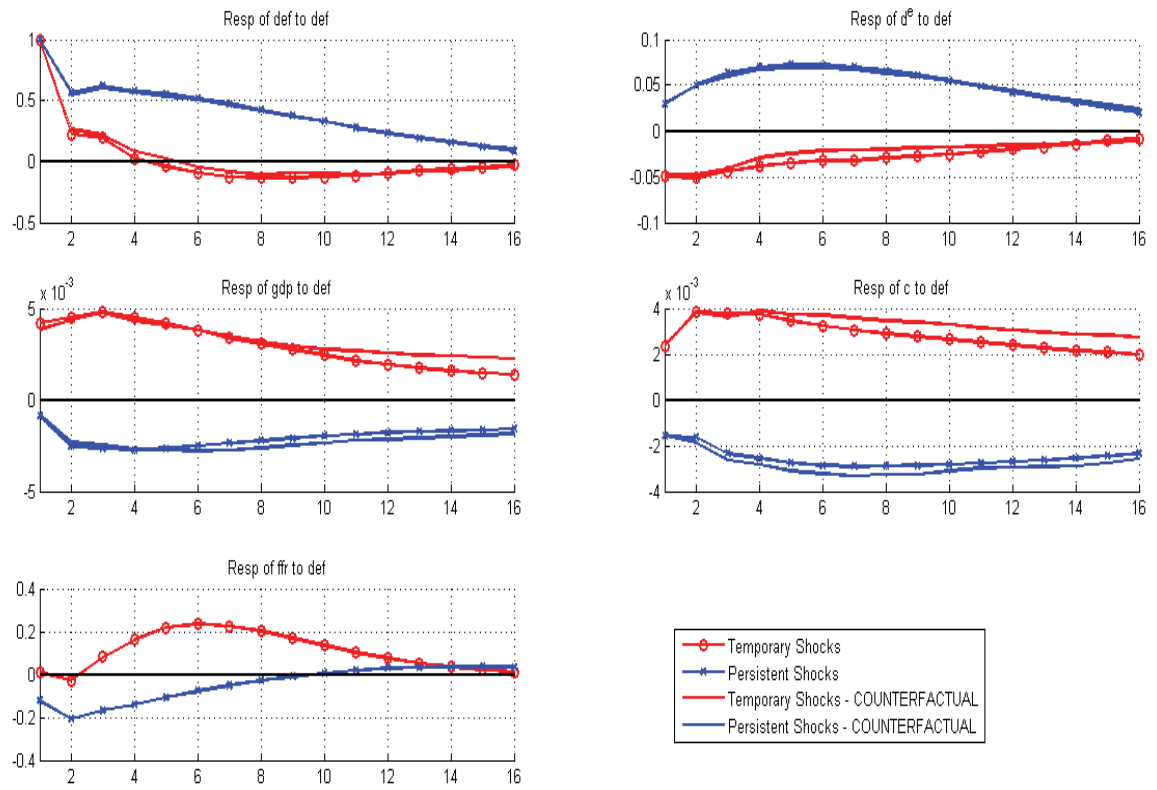 Resp of def to def
1
0.5
0
-0.5
2 4 6 8 10 12 14 16
Resp of dᵉ to def
0.1
0.05
0
-0.05
-0.1
2 4 6 8 10 12 14 16
Resp of gdp to def
x 10⁻³
5
0
-5
2 4 6 8 10 12 14 16
Resp of c to def
x 10⁻³
4
2
0
-2
-4
2 4 6 8 10 12 14 16
Resp of ffr to def
0.4
0.2
0
-0.2
-0.4
2 4 6 8 10 12 14 16
Temporary Shocks
Persistent Shocks
Temporary Shocks - COUNTERFACTUAL
Persistent Shocks - COUNTERFACTUAL